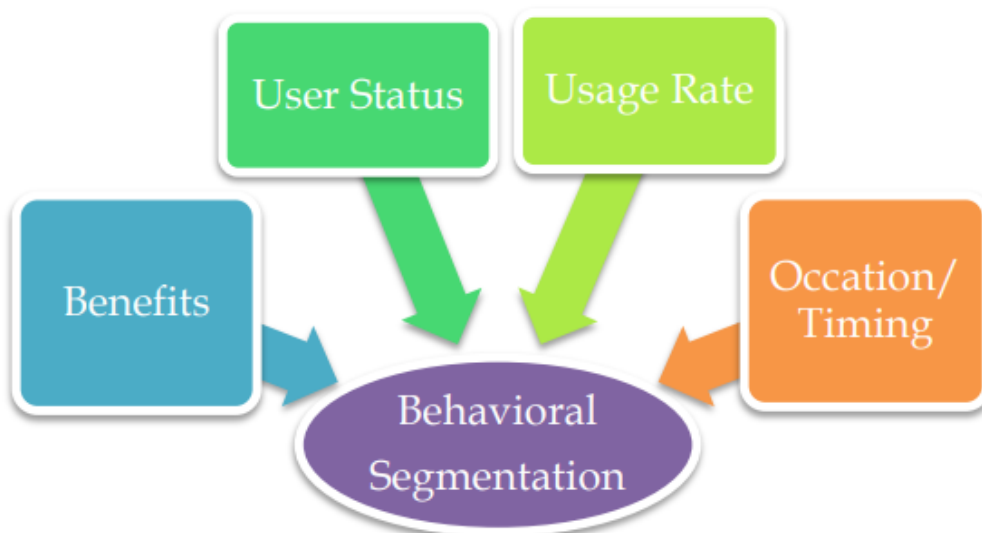 User Status
Usage Rate
Benefits
Occation/
Timing
Behavioral
Segmentation